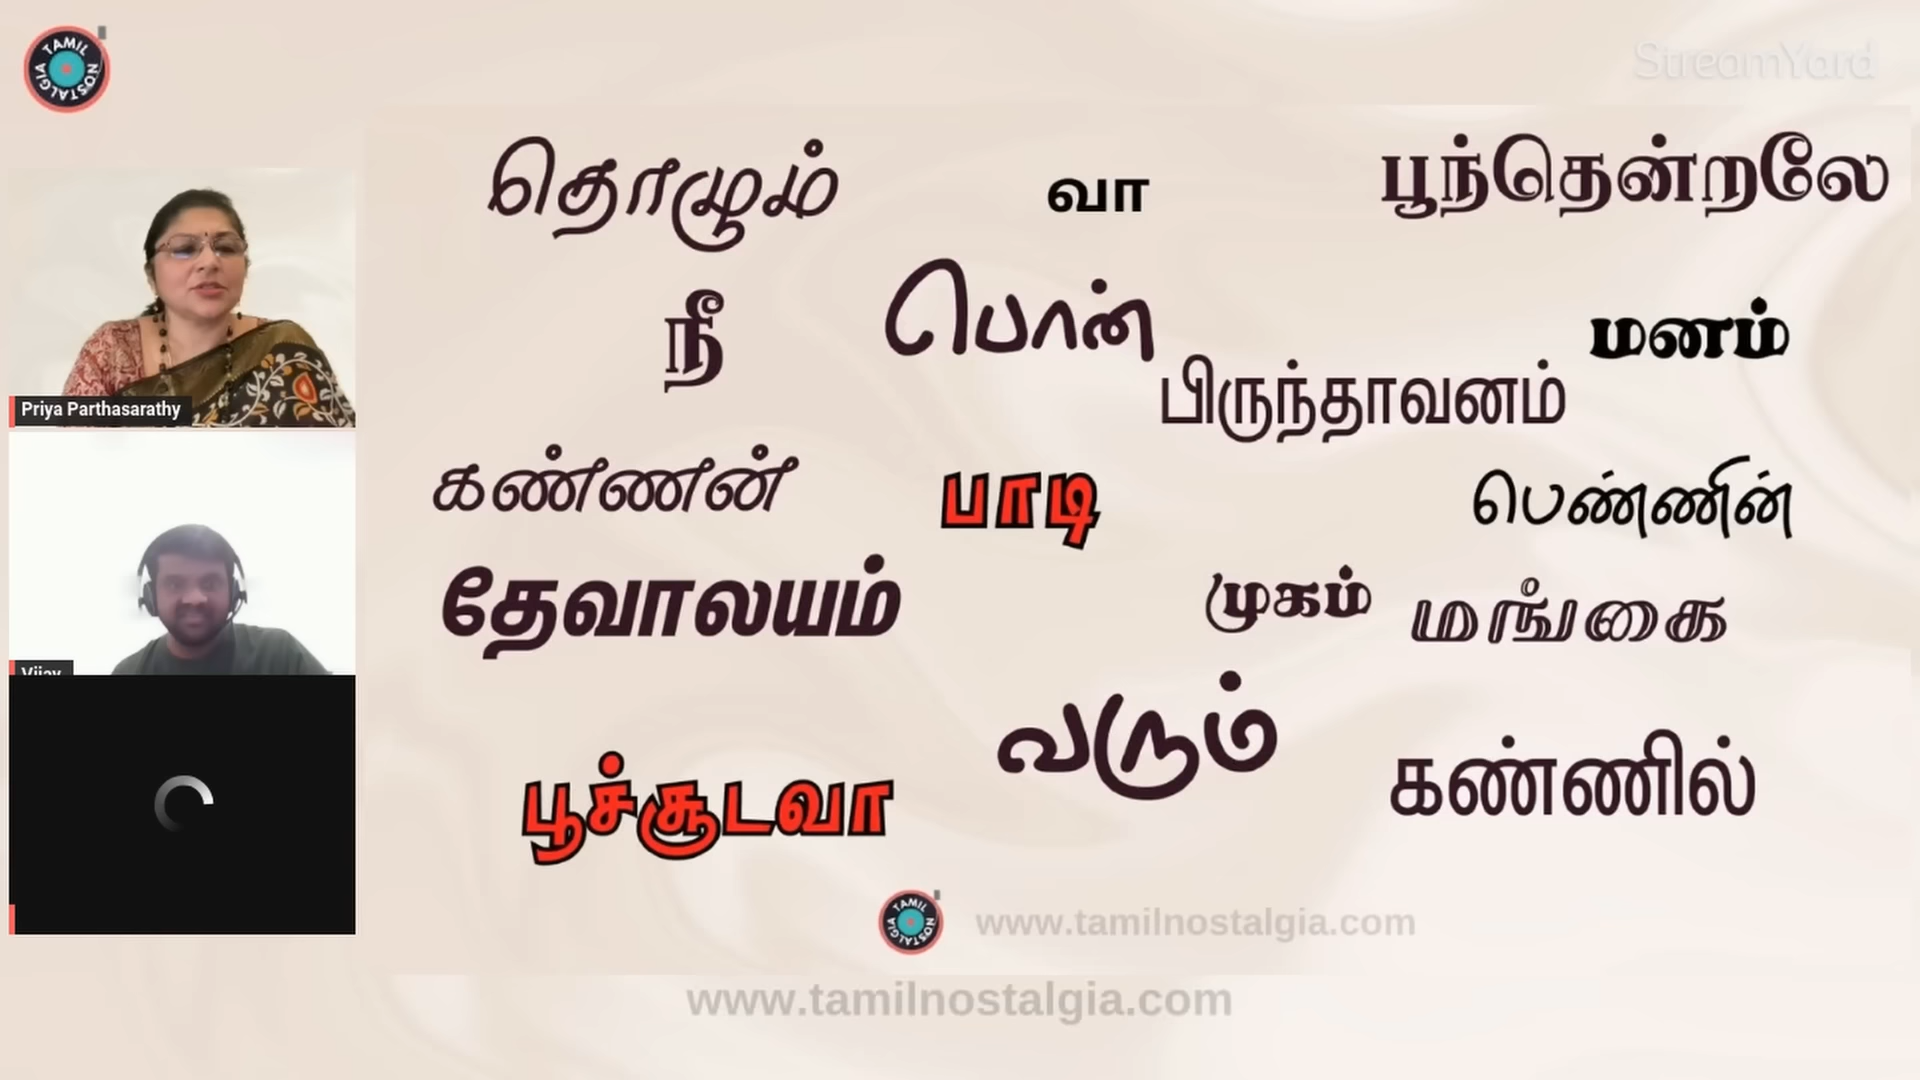 TAMIL NOSTALGIA
StreamYard
தொழும் வா பூந்தென்றலே
நீ பொன் மனம்
பிருந்தாவனம்
கண்ணன் பாடி பெண்ணின்
தேவாலயம் முகம் மங்கை
வரும்
பூச்சூடவா கண்ணில்
Priya Parthasarathy
Vijay
TAMIL NOSTALGIA www.tamilnostalgia.com
www.tamilnostalgia.com